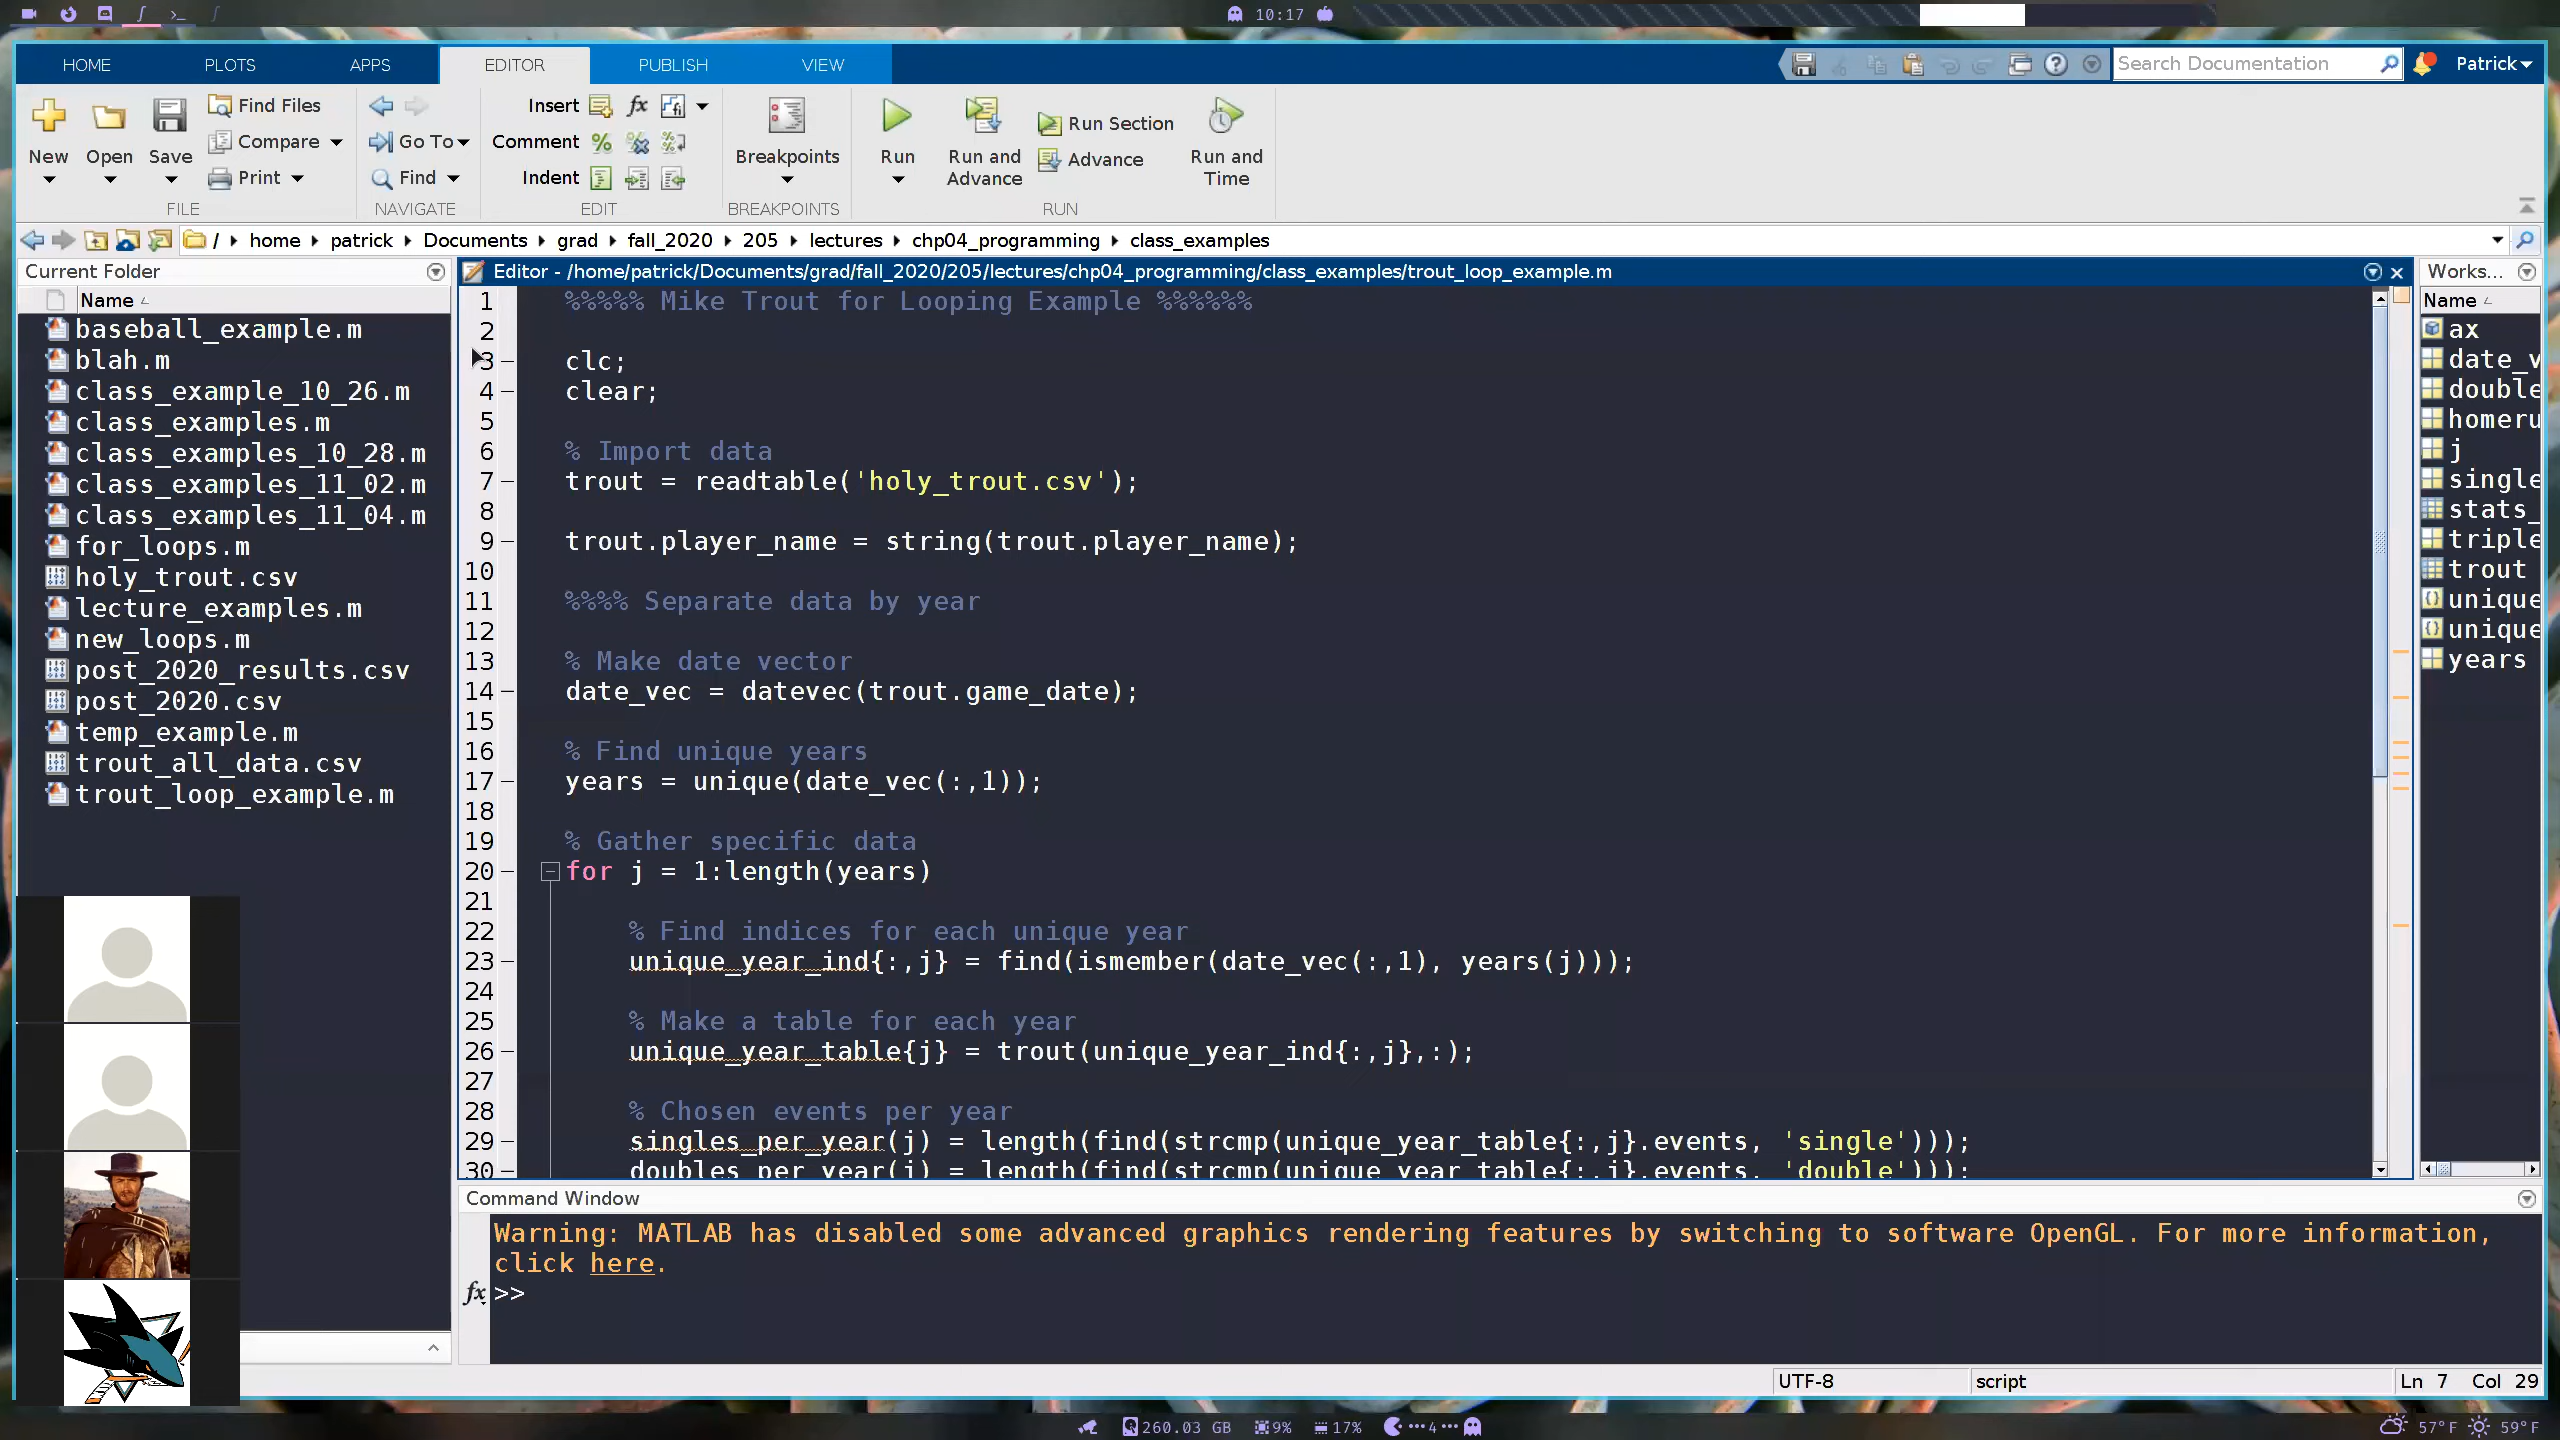 10:17
HOME PLOTS APPS EDITOR PUBLISH VIEW
Search Documentation
Patrick
New
Open
Save
Find Files
Compare
Print
FILE
Go To
Find
NAVIGATE
Insert
Comment
Indent
EDIT
Breakpoints
BREAKPOINTS
Run
Run and Advance
Run Section
Advance
Run and Time
RUN
/ home patrick Documents grad fall_2020 205 lectures chp04_programming class_examples
Current Folder
Name
baseball_example.m
blah.m
class_example_10_26.m
class_examples.m
class_examples_10_28.m
class_examples_11_02.m
class_examples_11_04.m
for_loops.m
holy_trout.csv
lecture_examples.m
new_loops.m
post_2020_results.csv
post_2020.csv
temp_example.m
trout_all_data.csv
trout_loop_example.m
Editor - /home/patrick/Documents/grad/fall_2020/205/lectures/chp04_programming/class_examples/trout_loop_example.m
1 %%%%% Mike Trout for Looping Example %%%%%%
2
3 clc;
4 clear;
5
6 % Import data
7 trout = readtable('holy_trout.csv');
8
9 trout.player_name = string(trout.player_name);
10
11 %%%% Separate data by year
12
13 % Make date vector
14 date_vec = datevec(trout.game_date);
15
16 % Find unique years
17 years = unique(date_vec(:,1));
18
19 % Gather specific data
20 for j = 1:length(years)
21
22 % Find indices for each unique year
23 unique_year_ind{:,j} = find(ismember(date_vec(:,1), years(j)));
24
25 % Make a table for each year
26 unique_year_table{j} = trout(unique_year_ind{:,j},:);
27
28 % Chosen events per year
29 singles_per_year(j) = length(find(strcmp(unique_year_table{:,j}.events, 'single')));
30 doubles_per_year(j) = length(find(strcmp(unique_year_table{:,j}.events, 'double')));
Works...
Name
ax
date_v
double
homeru
j
single
stats_
triple
trout
unique
unique
years
Command Window
Warning: MATLAB has disabled some advanced graphics rendering features by switching to software OpenGL. For more information,
click here.
fx >>
UTF-8
script
Ln 7 Col 29
260.03 GB 9% 17% 4
57°F 59°F